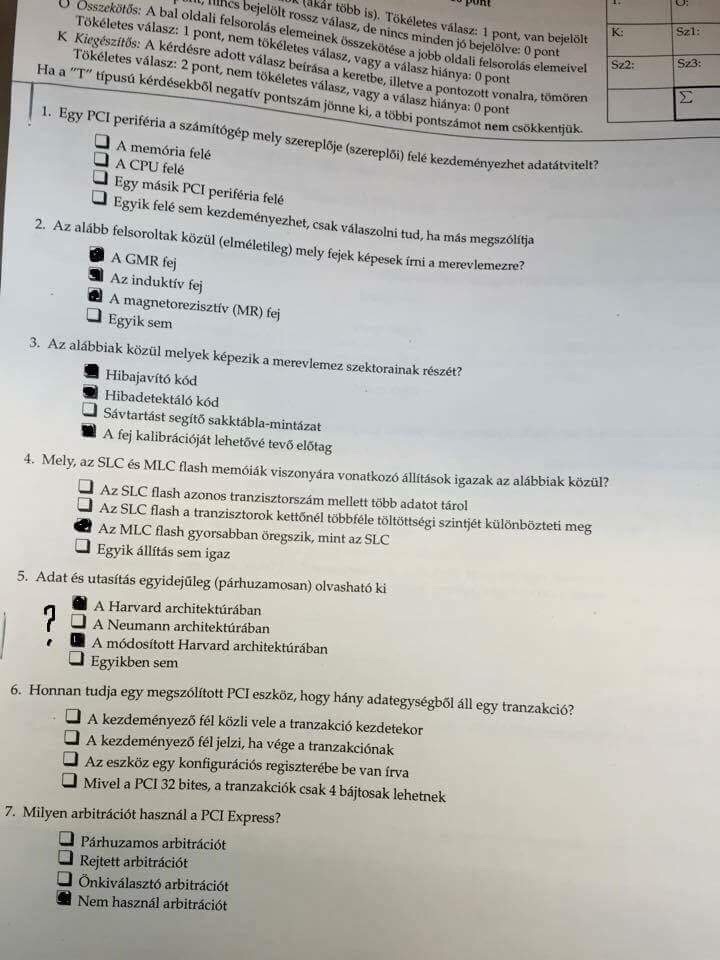 pont
nincs bejelölt rossz válasz, de nincs minden jó bejelölve: 0 pont
(akár több is). Tökéletes válasz: 1 pont, van bejelölt
O Összekötős: A bal oldali felsorolás elemeinek összekötése a jobb oldali felsorolás elemeivel
Tökéletes válasz: 1 pont, nem tökéletes válasz, vagy a válasz hiánya: 0 pont
K Kiegészítős: A kérdésre adott válasz beírása a keretbe, illetve a pontozott vonalra, tömören
Tökéletes válasz: 2 pont, nem tökéletes válasz, vagy a válasz hiánya: 0 pont
Ha a "T" típusú kérdésekből negatív pontszám jönne ki, a többi pontszámot nem csökkentjük.
K: Sz1:
Sz2: Sz3:
Σ
1. Egy PCI periféria a számítógép mely szereplője (szereplői) felé kezdeményezhet adatátvitelt?
A memória felé
A CPU felé
Egy másik PCI periféria felé
Egyik felé sem kezdeményezhet, csak válaszolni tud, ha más megszólítja
2. Az alább felsoroltak közül (elméletileg) mely fejek képesek írni a merevlemezre?
A GMR fej
Az induktív fej
A magnetorezisztív (MR) fej
Egyik sem
3. Az alábbiak közül melyek képezik a merevlemez szektorainak részét?
Hibajavító kód
Hibadetektáló kód
Sávtartást segítő sakktábla-mintázat
A fej kalibrációját lehetővé tevő előtag
4. Mely, az SLC és MLC flash memóiák viszonyára vonatkozó állítások igazak az alábbiak közül?
Az SLC flash azonos tranzisztorszám mellett több adatot tárol
Az SLC flash a tranzisztorok kettőnél többféle töltöttségi szintjét különbözteti meg
Az MLC flash gyorsabban öregszik, mint az SLC
Egyik állítás sem igaz
5. Adat és utasítás egyidejűleg (párhuzamosan) olvasható ki
A Harvard architektúrában
? A Neumann architektúrában
A módosított Harvard architektúrában
Egyikben sem
6. Honnan tudja egy megszólított PCI eszköz, hogy hány adategységből áll egy tranzakció?
A kezdeményező fél közli vele a tranzakció kezdetekor
A kezdeményező fél jelzi, ha vége a tranzakciónak
Az eszköz egy konfigurációs regiszterébe be van írva
Mivel a PCI 32 bites, a tranzakciók csak 4 bájtosak lehetnek
7. Milyen arbitrációt használ a PCI Express?
Párhuzamos arbitrációt
Rejtett arbitrációt
Önkiválasztó arbitrációt
Nem használ arbitrációt